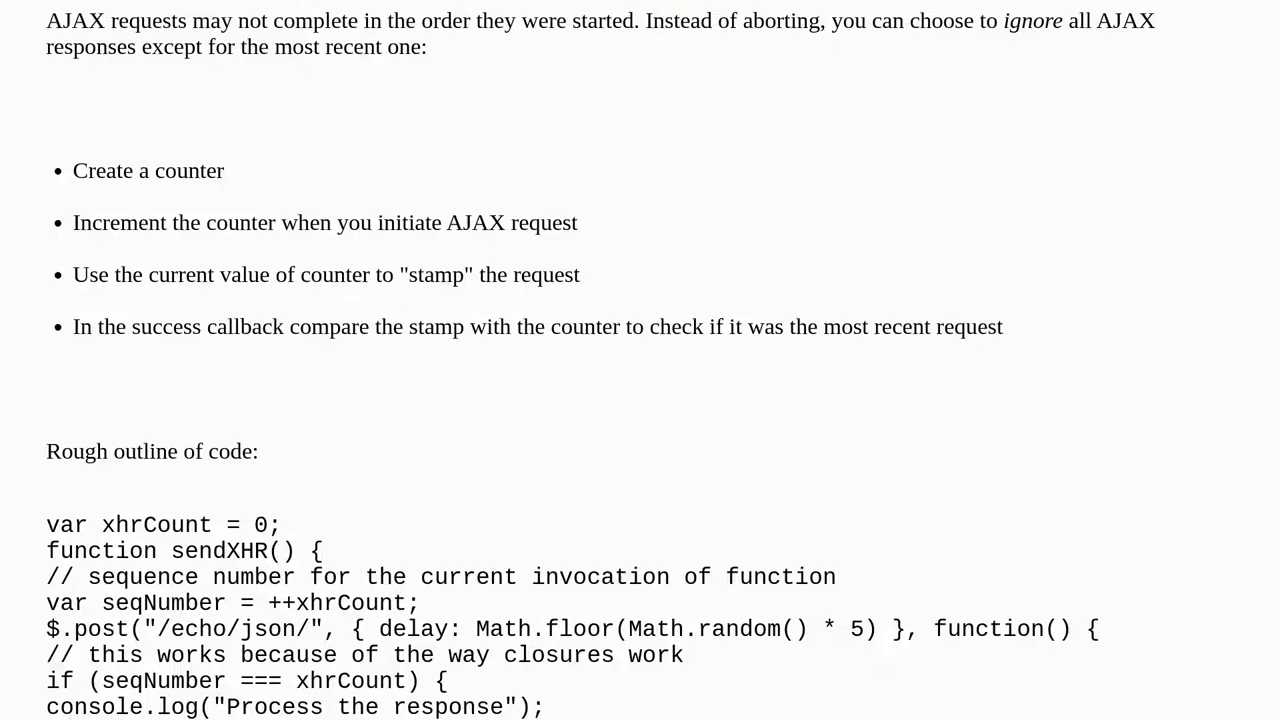 AJAX requests may not complete in the order they were started. Instead of aborting, you can choose to ignore all AJAX
responses except for the most recent one:
• Create a counter
• Increment the counter when you initiate AJAX request
• Use the current value of counter to "stamp" the request
• In the success callback compare the stamp with the counter to check if it was the most recent request
Rough outline of code:
var xhrCount = 0;
function sendXHR() {
// sequence number for the current invocation of function
var seqNumber = ++xhrCount;
$.post("/echo/json/", { delay: Math.floor(Math.random() * 5) }, function() {
// this works because of the way closures work
if (seqNumber === xhrCount) {
console.log("Process the response");